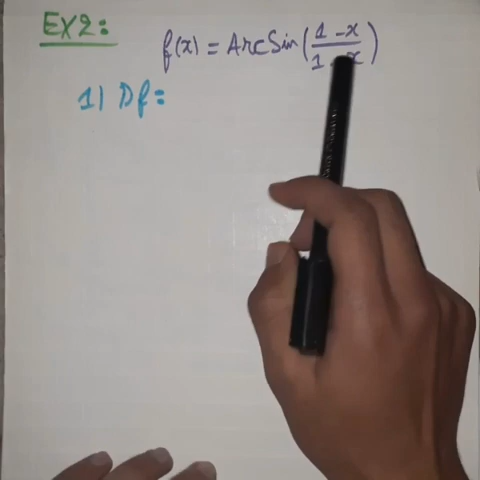 EX2:
f(x) = ArcSin(1-x/1 x)
1) Df=